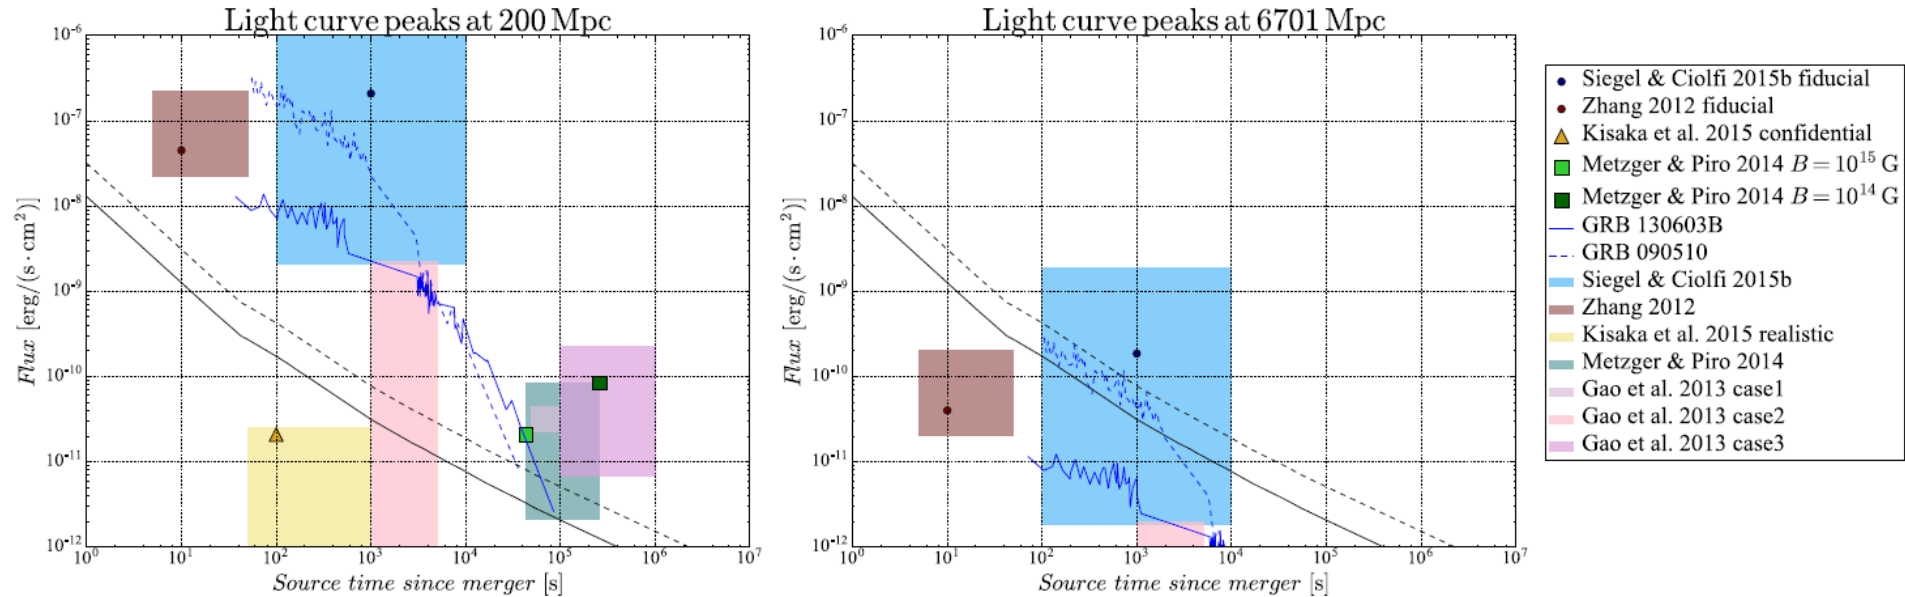 Light curve peaks at 200 Mpc
10^-6
10^-7
10^-8
10^-9
10^-10
10^-11
10^-12
Flux [erg/(s · cm^2)]
10^0 10^1 10^2 10^3 10^4 10^5 10^6 10^7
Source time since merger [s]
Light curve peaks at 6701 Mpc
10^-6
10^-7
10^-8
10^-9
10^-10
10^-11
10^-12
Flux [erg/(s · cm^2)]
10^0 10^1 10^2 10^3 10^4 10^5 10^6 10^7
Source time since merger [s]
Siegel & Ciolfi 2015b fiducial
Zhang 2012 fiducial
Kisaka et al. 2015 confidential
Metzger & Piro 2014 B = 10^15 G
Metzger & Piro 2014 B = 10^14 G
GRB 130603B
GRB 090510
Siegel & Ciolfi 2015b
Zhang 2012
Kisaka et al. 2015 realistic
Metzger & Piro 2014
Gao et al. 2013 case1
Gao et al. 2013 case2
Gao et al. 2013 case3